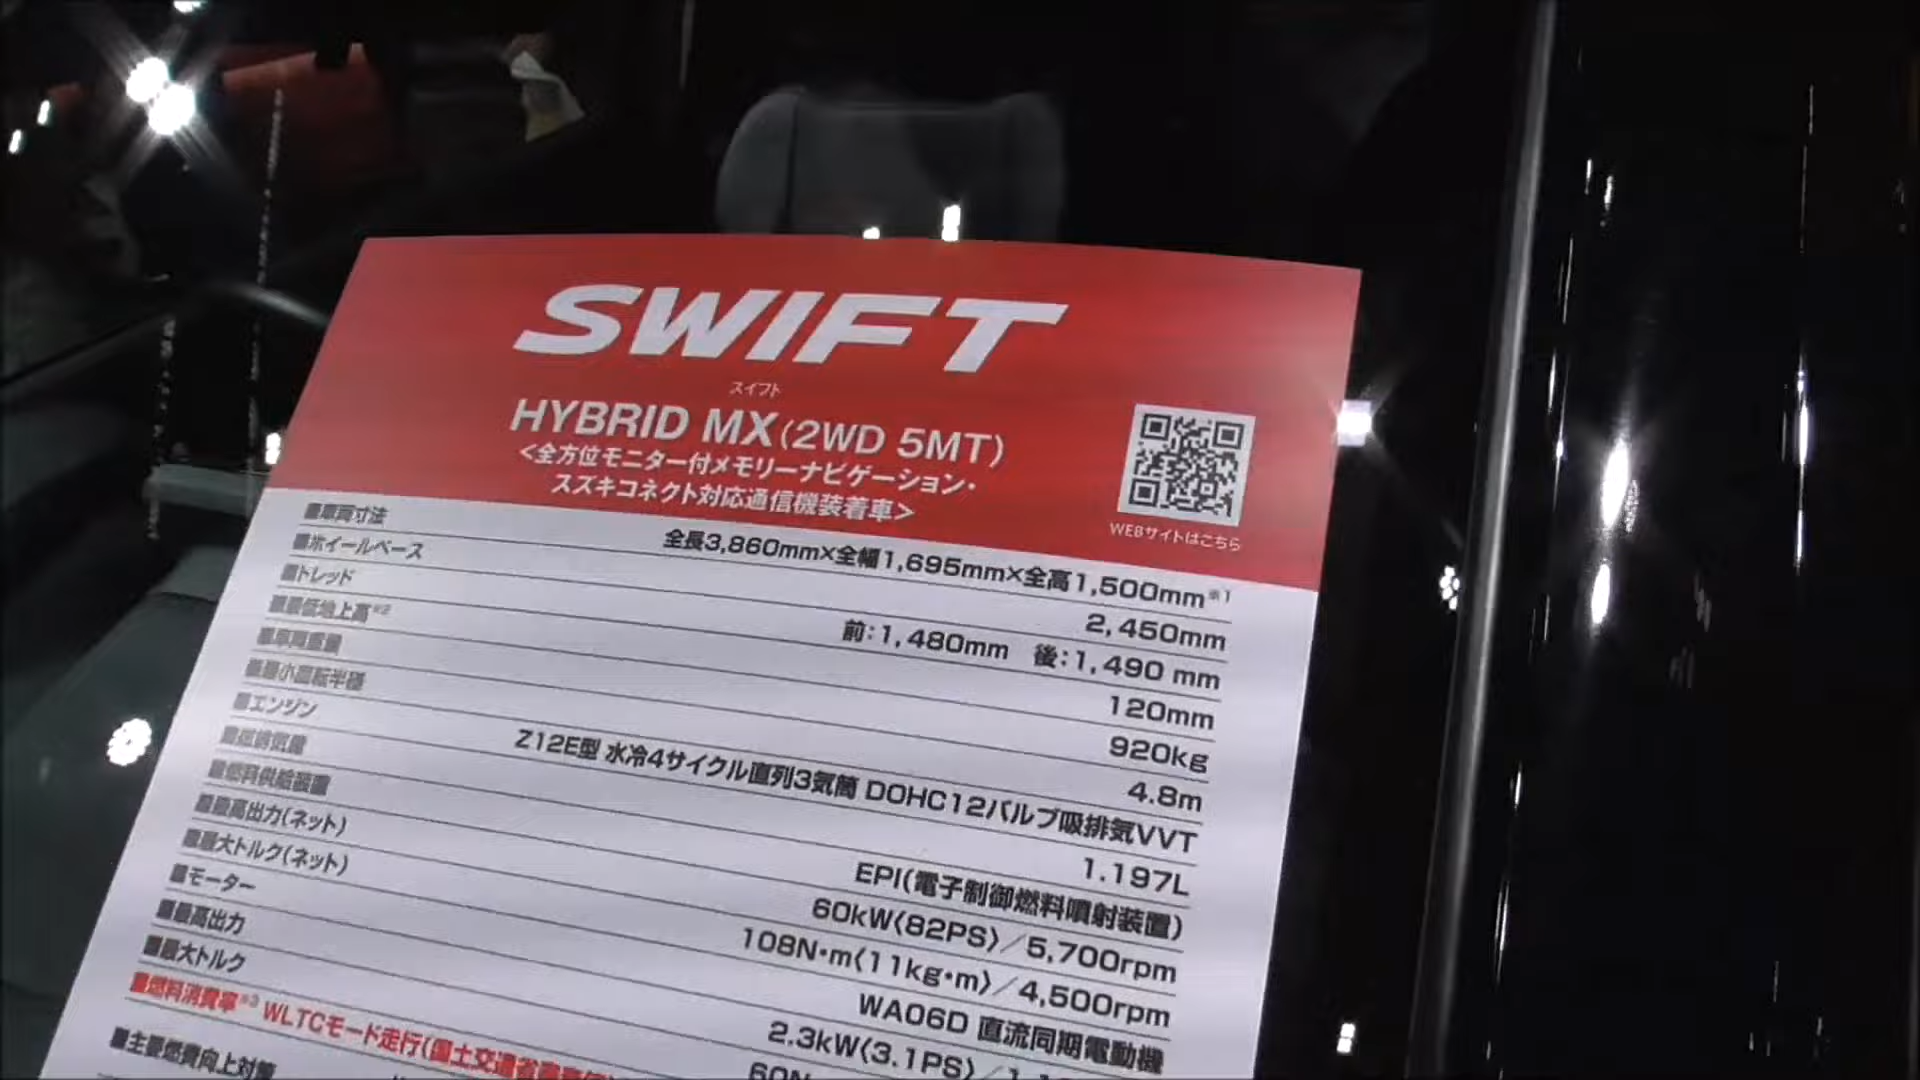 SWIFT
スイフト
HYBRID MX(2WD 5MT)
<全方位モニター付メモリーナビゲーション・
スズキコネクト対応通信機装着車>
WEBサイトはこちら
■車両寸法 全長3,860mm×全幅1,695mm×全高1,500mm※1
■ホイールベース 2,450mm
■トレッド 前:1,480mm 後:1,490 mm
■最低地上高※2 120mm
■車両重量 920kg
■最小回転半径 4.8m
■エンジン Z12E型 水冷4サイクル直列3気筒 DOHC12バルブ吸排気VVT
■総排気量 1.197L
■燃料供給装置 EPI(電子制御燃料噴射装置)
■最高出力(ネット) 60kW〈82PS〉/5,700rpm
■最大トルク(ネット) 108N・m〈11kg・m〉/4,500rpm
■モーター WA06D 直流同期電動機
■最高出力 2.3kW〈3.1PS〉/
■最大トルク 60N
■燃料消費率※3 WLTCモード走行(国土交通省審査値)
■主要燃費向上対策